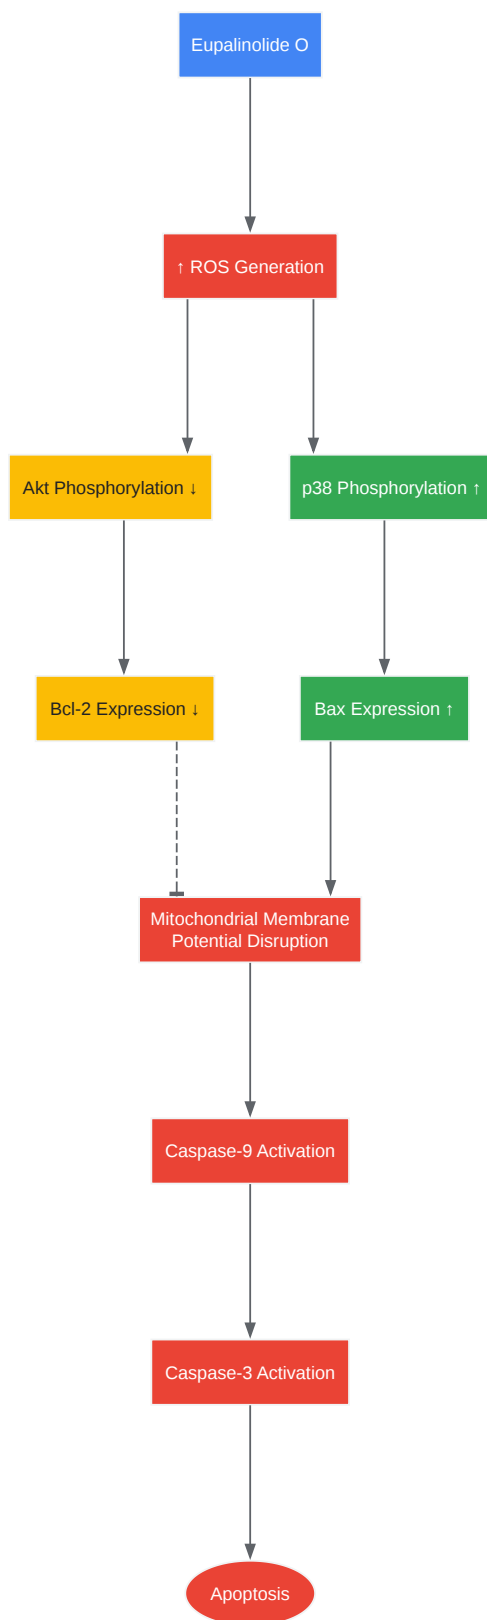 Eupalinolide O
↑ ROS Generation
Akt Phosphorylation ↓
p38 Phosphorylation ↑
Bcl-2 Expression ↓
Bax Expression ↑
Mitochondrial Membrane
Potential Disruption
Caspase-9 Activation
Caspase-3 Activation
Apoptosis